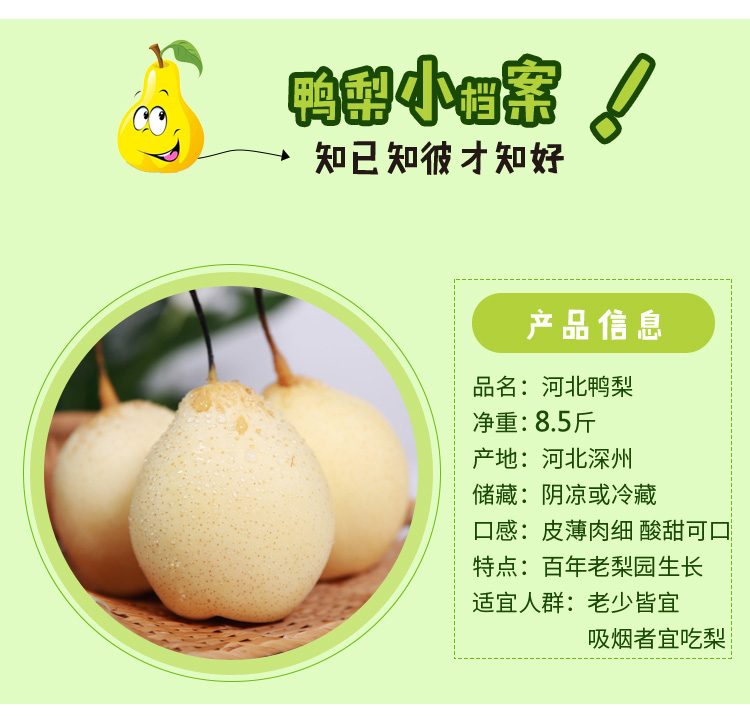 鸭梨小档案!
知已知彼才知好
产品信息
品名：河北鸭梨
净重：8.5斤
产地：河北深州
储藏：阴凉或冷藏
口感：皮薄肉细 酸甜可口
特点：百年老梨园生长
适宜人群：老少皆宜
吸烟者宜吃梨